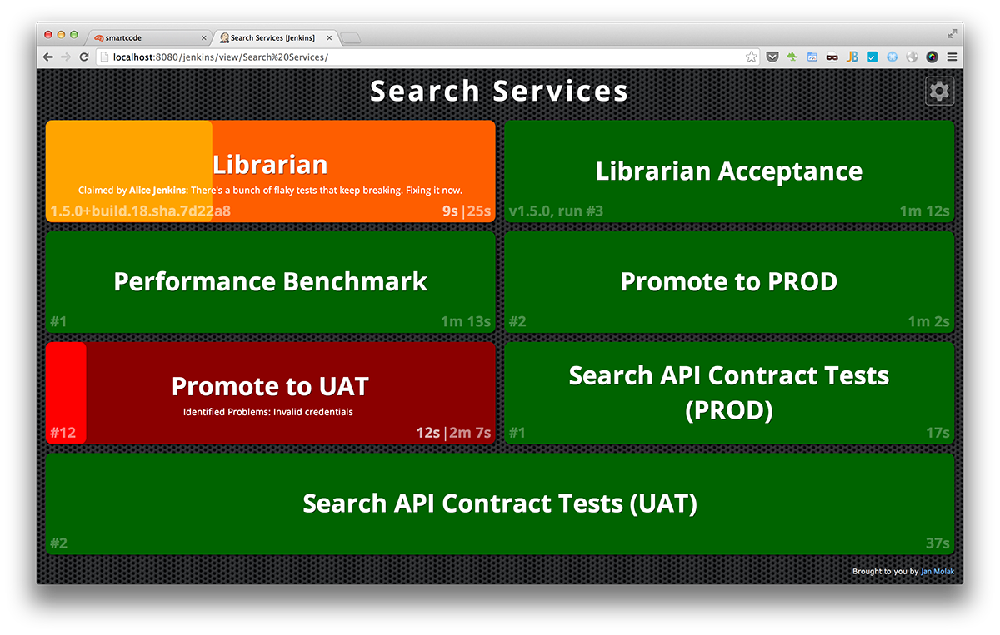 smartcode
Search Services [Jenkins]
localhost:8080/jenkins/view/Search%20Services/
JB
Search Services
Librarian
Claimed by Alice Jenkins: There's a bunch of flaky tests that keep breaking. Fixing it now.
1.5.0+build.18.sha.7d22a8
9s|25s
Librarian Acceptance
v1.5.0, run #3
1m 12s
Performance Benchmark
#1
1m 13s
Promote to PROD
#2
1m 2s
Promote to UAT
Identified Problems: Invalid credentials
#12
12s|2m 7s
Search API Contract Tests
(PROD)
#1
17s
Search API Contract Tests (UAT)
#2
37s
Brought to you by Jan Molak